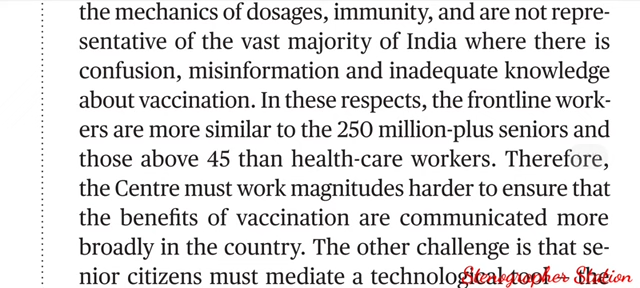 the mechanics of dosages, immunity, and are not repre-
sentative of the vast majority of India where there is
confusion, misinformation and inadequate knowledge
about vaccination. In these respects, the frontline work-
ers are more similar to the 250 million-plus seniors and
those above 45 than health-care workers. Therefore,
the Centre must work magnitudes harder to ensure that
the benefits of vaccination are communicated more
broadly in the country. The other challenge is that se-
nior citizens must mediate a technological tool — the
Stenographer Station